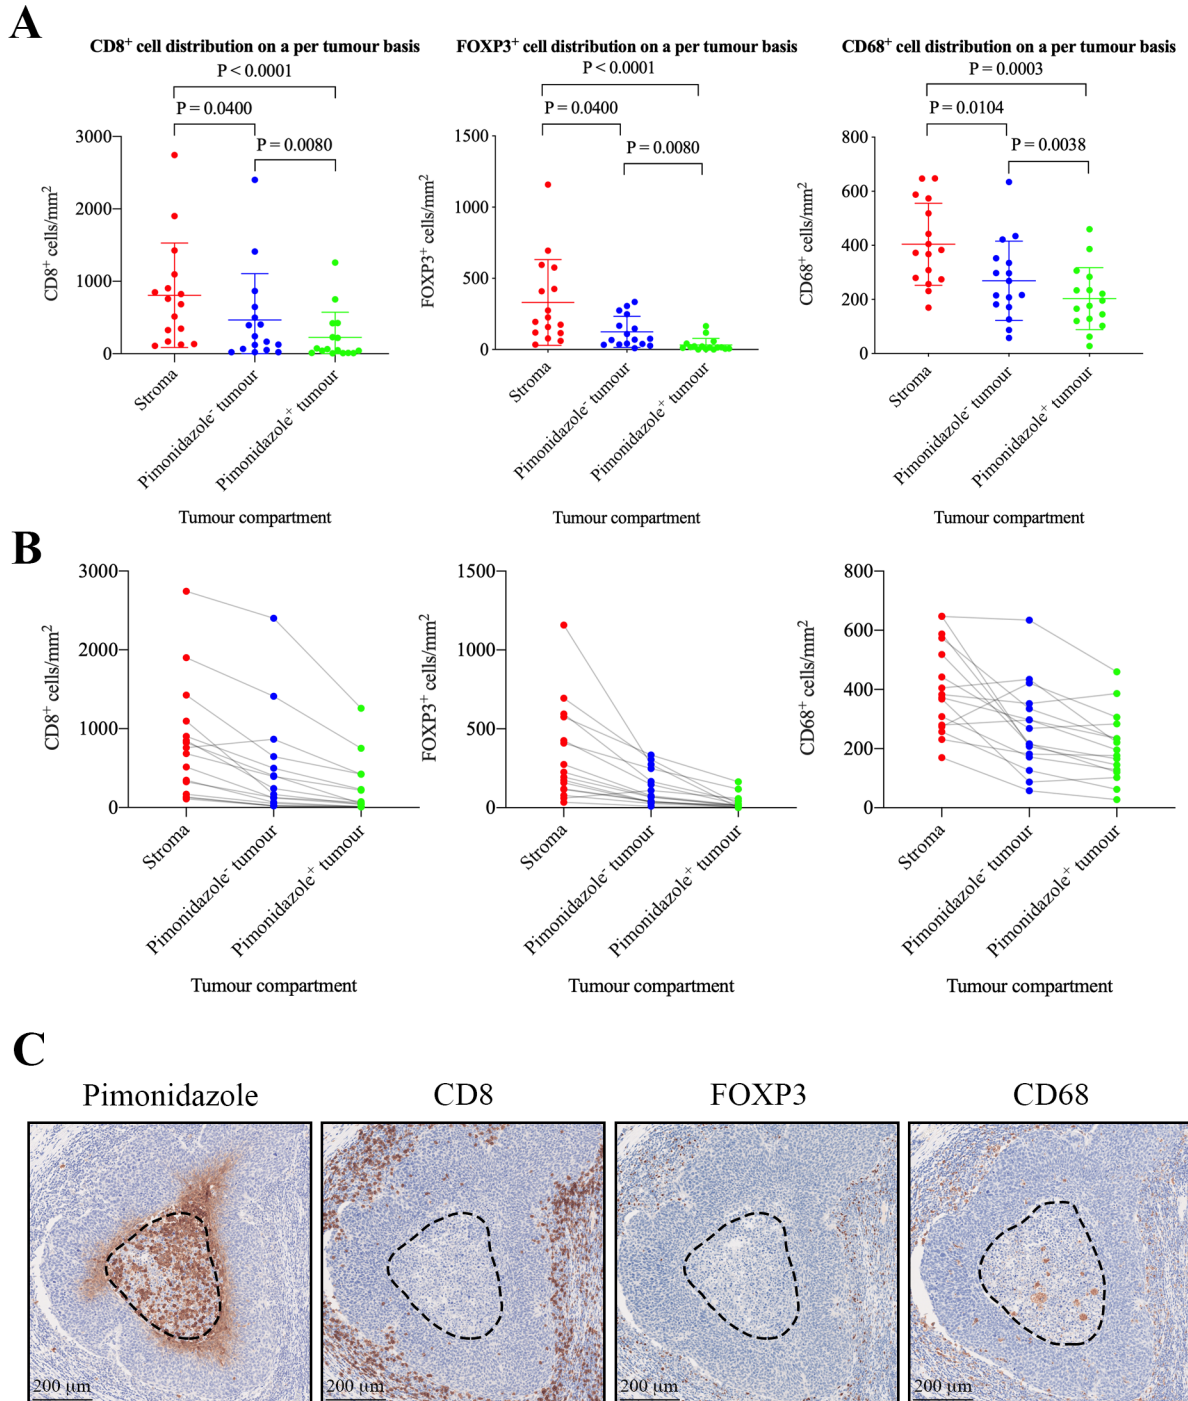 A
CD8⁺ cell distribution on a per tumour basis
P < 0.0001
P = 0.0400
P = 0.0080
3000
2000
1000
0
CD8⁺ cells/mm²
Stroma
Pimonidazole⁻ tumour
Pimonidazole⁺ tumour
Tumour compartment
FOXP3⁺ cell distribution on a per tumour basis
P < 0.0001
P = 0.0400
P = 0.0080
1500
1000
500
0
FOXP3⁺ cells/mm²
Stroma
Pimonidazole⁻ tumour
Pimonidazole⁺ tumour
Tumour compartment
CD68⁺ cell distribution on a per tumour basis
P = 0.0003
P = 0.0104
P = 0.0038
800
600
400
200
0
CD68⁺ cells/mm²
Stroma
Pimonidazole⁻ tumour
Pimonidazole⁺ tumour
Tumour compartment
B
3000
2000
1000
0
CD8⁺ cells/mm²
Stroma
Pimonidazole⁻ tumour
Pimonidazole⁺ tumour
Tumour compartment
1500
1000
500
0
FOXP3⁺ cells/mm²
Stroma
Pimonidazole⁻ tumour
Pimonidazole⁺ tumour
Tumour compartment
800
600
400
200
0
CD68⁺ cells/mm²
Stroma
Pimonidazole⁻ tumour
Pimonidazole⁺ tumour
Tumour compartment
C
Pimonidazole
CD8
FOXP3
CD68
200 µm
200 µm
200 µm
200 µm